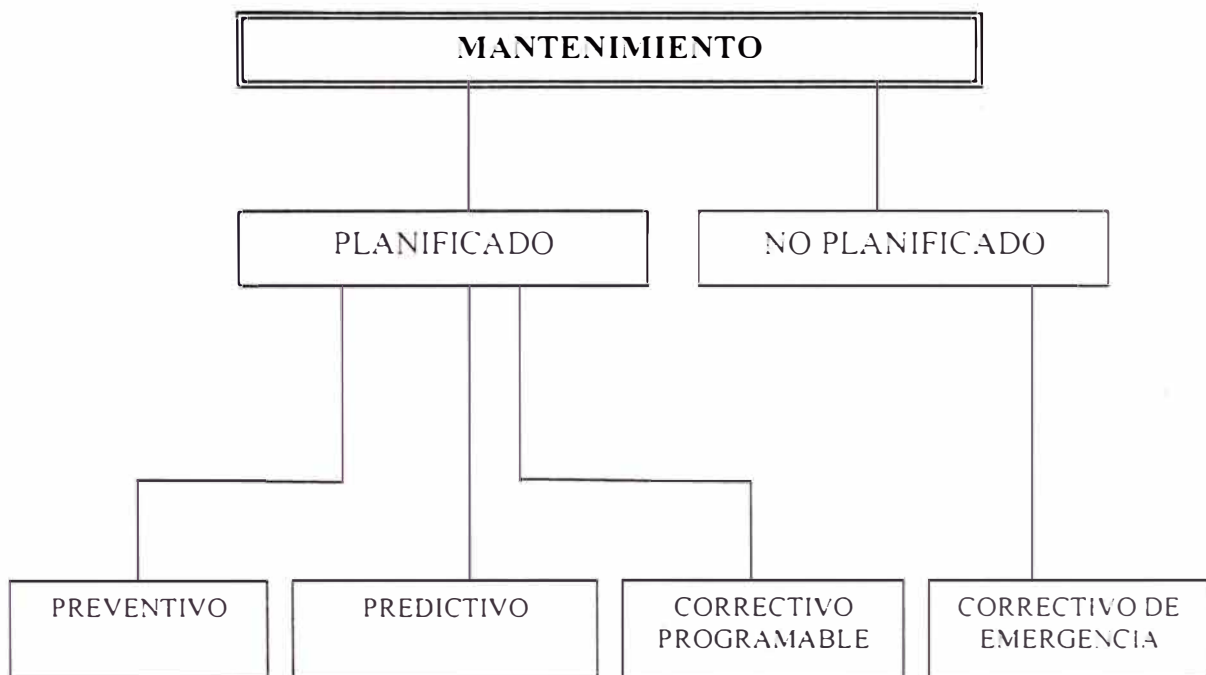 MANTENIMIENTO
PLANIFICADO
NO PLANIFICADO
PREVENTIVO
PREDICTIVO
CORRECTIVO
PROGRAMABLE
CORRECTIVO DE
EMERGENCIA